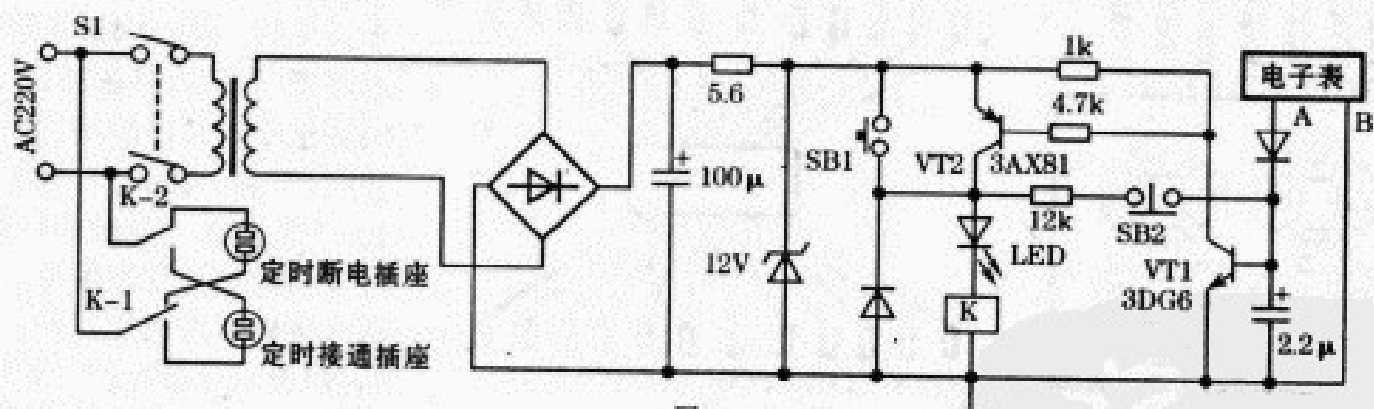 S1
AC220V
K-2
K-1
定时断电插座
定时接通插座
5.6
100μ
12V
SB1
VT2
3AX81
1k
4.7k
12k
SB2
LED
K
VT1
3DG6
2.2μ
电子表
A
B